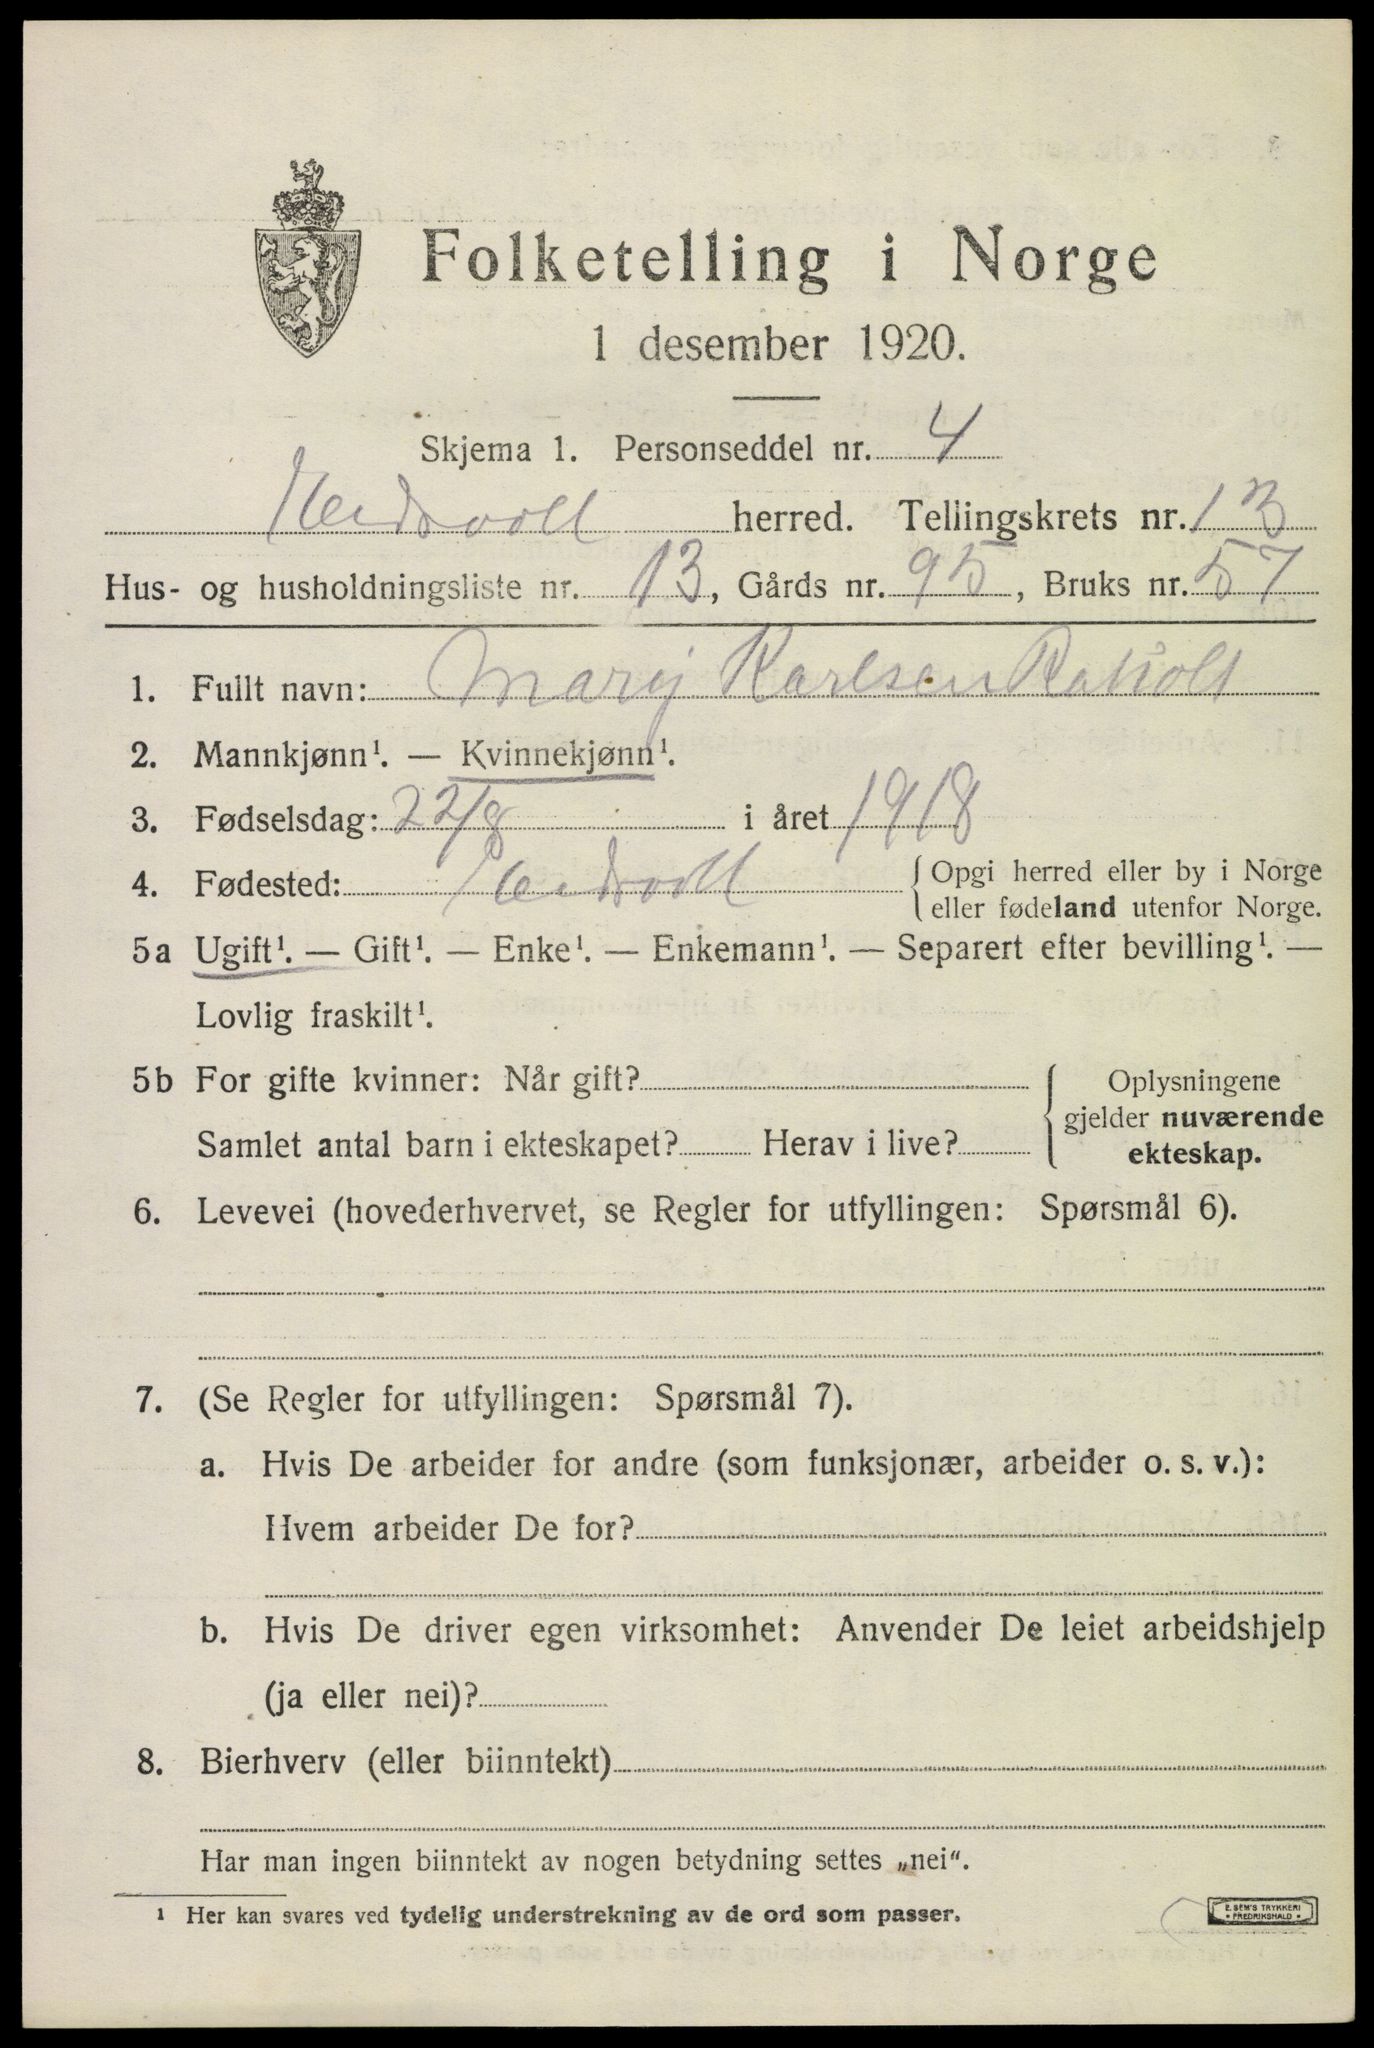 Folketelling i Norge
1 desember 1920.
Skjema 1. Personseddel nr. 4
Eidsvoll herred. Tellingskrets nr. 13
Hus- og husholdningsliste nr. 13, Gårds nr. 95, Bruks nr. 57
1. Fullt navn: Mary Karlsen Råholt
2. Mannkjønn¹. — Kvinnekjønn¹.
3. Fødselsdag: 22/8 i året 1918
4. Fødested: Eidsvoll { Opgi herred eller by i Norge
eller fødeland utenfor Norge.
5a Ugift¹. — Gift¹. — Enke¹. — Enkemann¹. — Separert efter bevilling¹. —
Lovlig fraskilt¹.
5b For gifte kvinner: Når gift?
Samlet antal barn i ekteskapet? Herav i live?
{ Oplysningene
gjelder nuværende
ekteskap.
6. Levevei (hovederhvervet, se Regler for utfyllingen: Spørsmål 6).
7. (Se Regler for utfyllingen: Spørsmål 7).
a. Hvis De arbeider for andre (som funksjonær, arbeider o. s. v.):
Hvem arbeider De for?
b. Hvis De driver egen virksomhet: Anvender De leiet arbeidshjelp
(ja eller nei)?
8. Bierhverv (eller biinntekt)
Har man ingen biinntekt av nogen betydning settes „nei“.
¹ Her kan svares ved tydelig understrekning av de ord som passer.
E. SEM'S TRYKKERI
• FREDRIKSHALD •